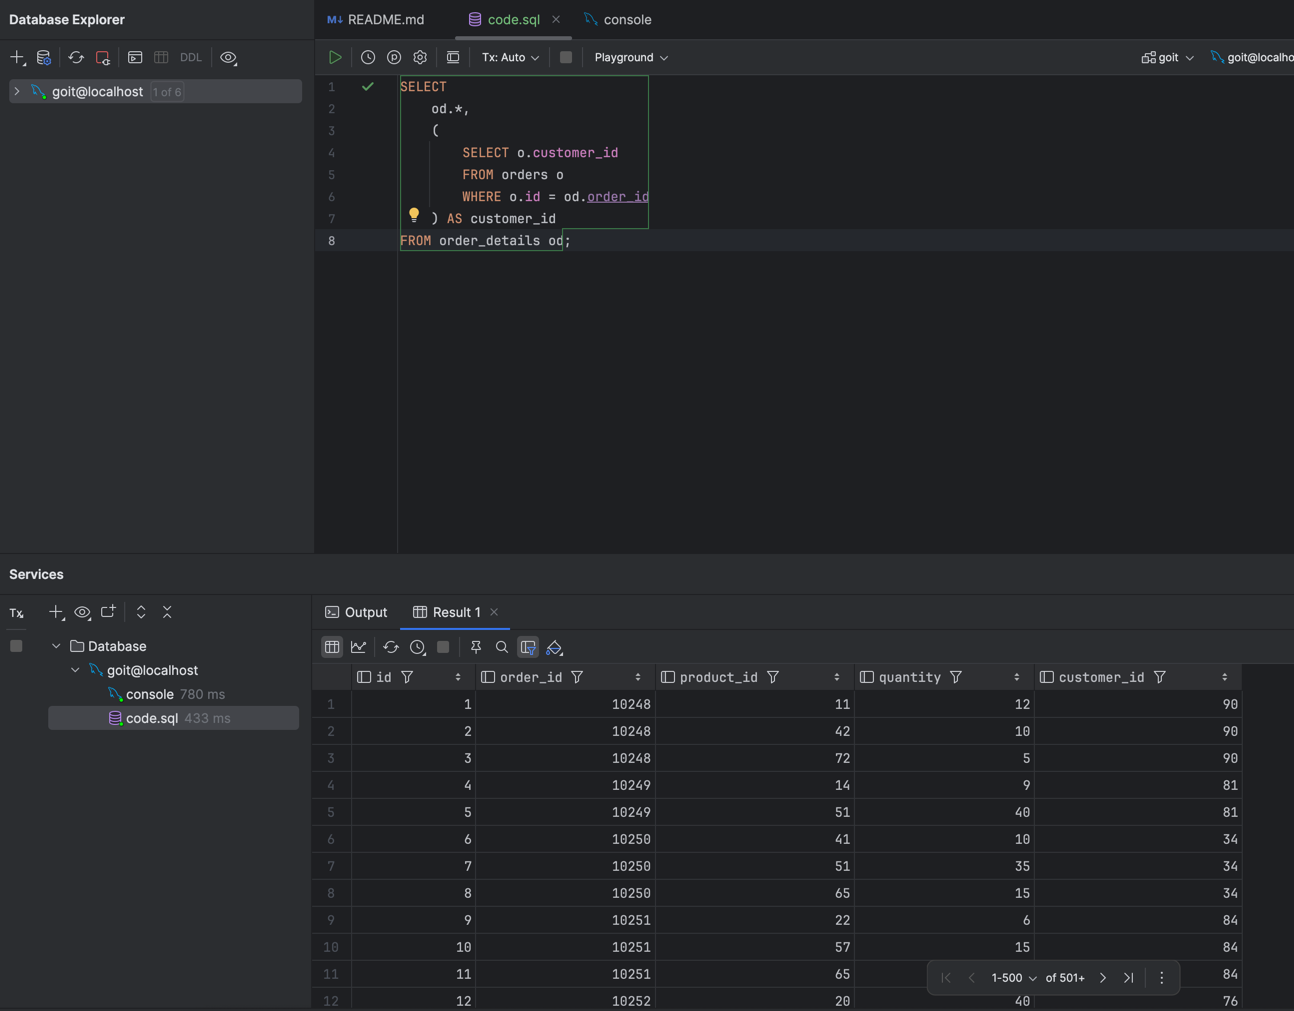 Database Explorer
M↓ README.md
code.sql
console
DDL
Tx: Auto
Playground
goit
goit@localho
goit@localhost 1 of 6
1 SELECT
2 od.*,
3 (
4 SELECT o.customer_id
5 FROM orders o
6 WHERE o.id = od.order_id
7 ) AS customer_id
8 FROM order_details od;
Services
Tx
Output
Result 1
Database
goit@localhost
console 780 ms
code.sql 433 ms
id order_id product_id quantity customer_id
1 1 10248 11 12 90
2 2 10248 42 10 90
3 3 10248 72 5 90
4 4 10249 14 9 81
5 5 10249 51 40 81
6 6 10250 41 10 34
7 7 10250 51 35 34
8 8 10250 65 15 34
9 9 10251 22 6 84
10 10 10251 57 15 84
11 11 10251 65 84
1-500 of 501+
12 12 10252 20 40 76